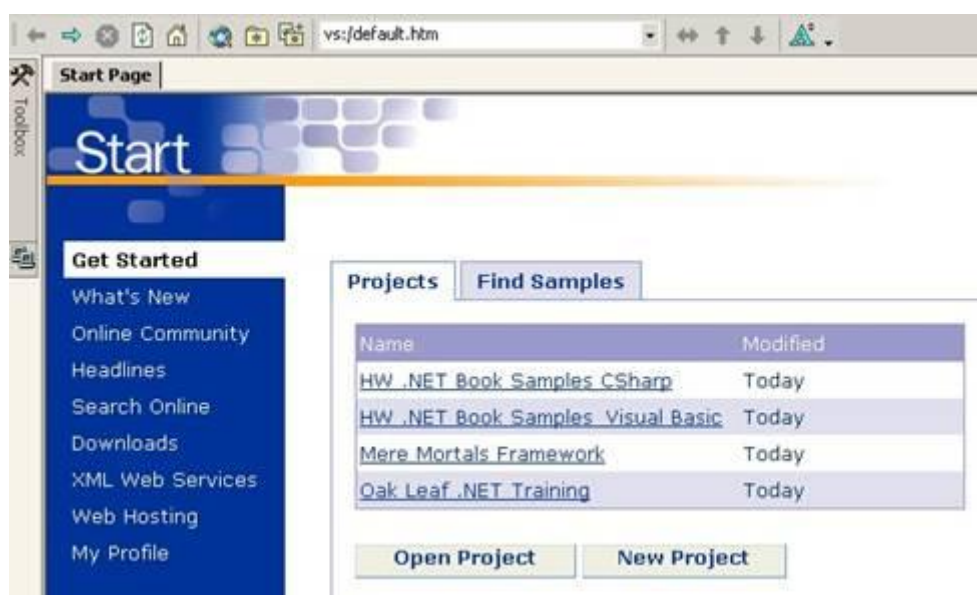 vs:/default.htm
Toolbox
Start Page
Start
Get Started
What's New
Online Community
Headlines
Search Online
Downloads
XML Web Services
Web Hosting
My Profile
Projects Find Samples
Name Modified
HW .NET Book Samples CSharp Today
HW .NET Book Samples Visual Basic Today
Mere Mortals Framework Today
Oak Leaf .NET Training Today
Open Project New Project